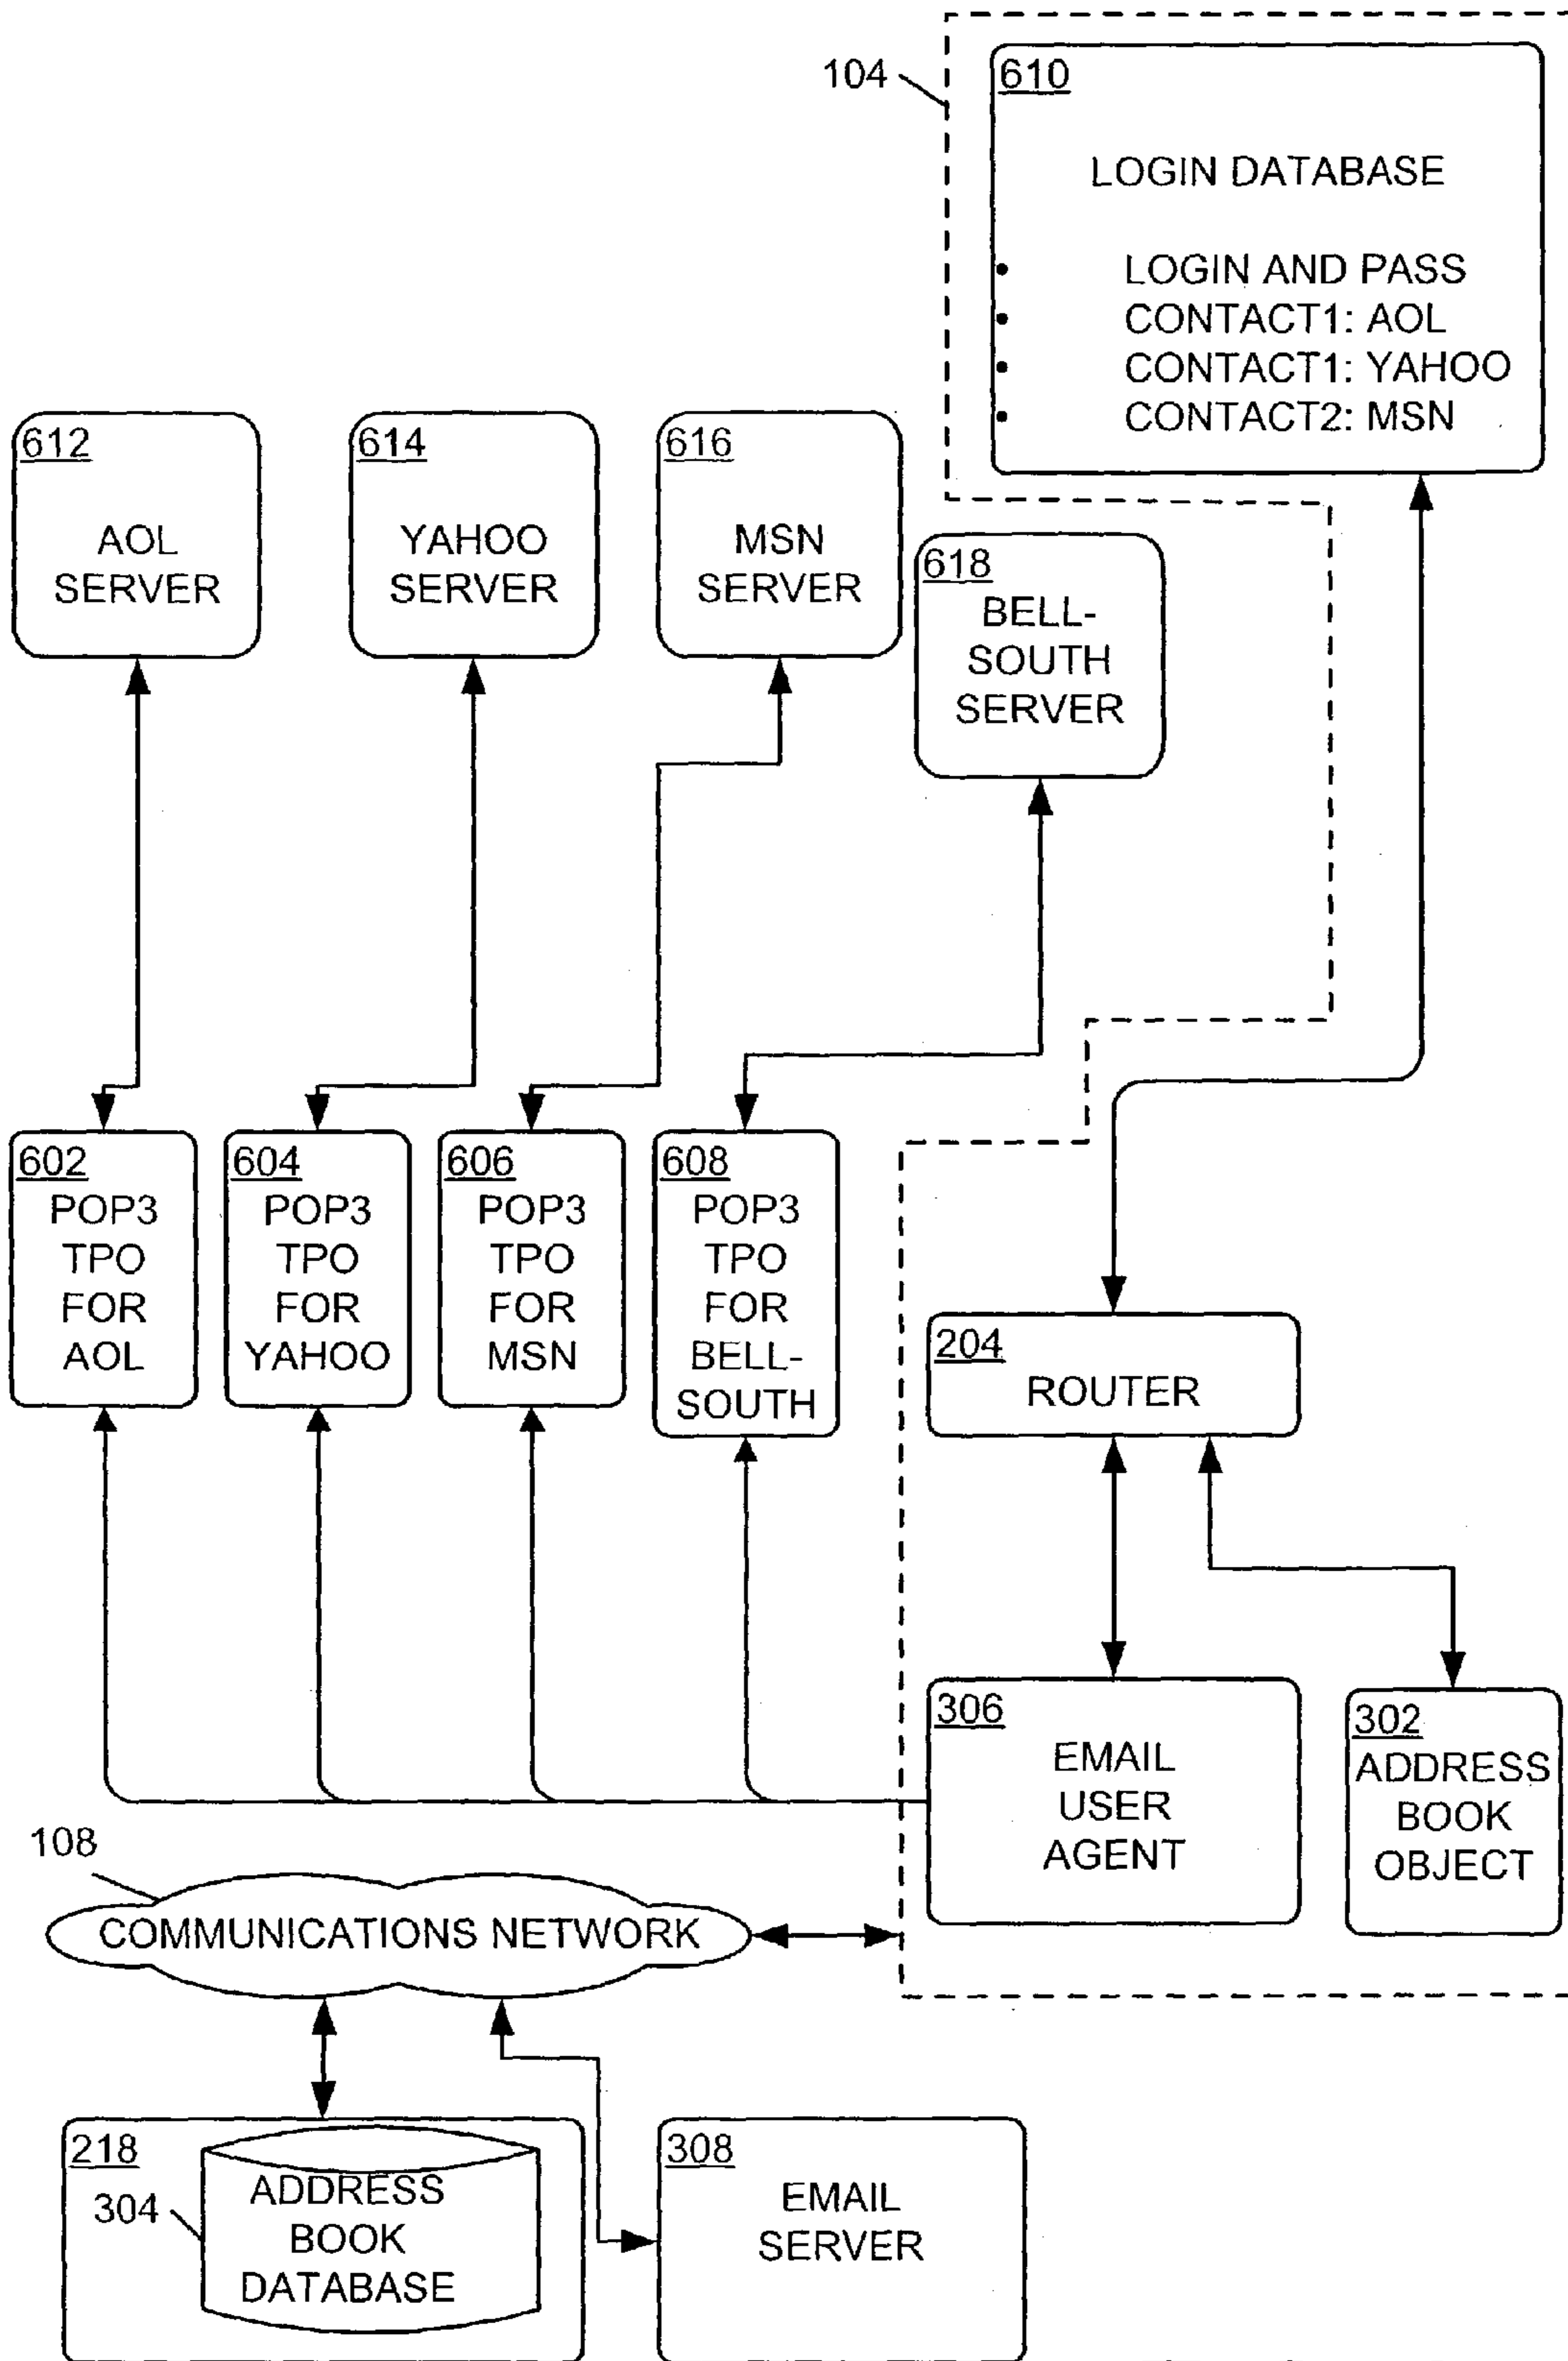 104
610
LOGIN DATABASE
• LOGIN AND PASS
• CONTACT1: AOL
• CONTACT1: YAHOO
• CONTACT2: MSN
612
AOL
SERVER
614
YAHOO
SERVER
616
MSN
SERVER
618
BELL-
SOUTH
SERVER
602
POP3
TPO
FOR
AOL
604
POP3
TPO
FOR
YAHOO
606
POP3
TPO
FOR
MSN
608
POP3
TPO
FOR
BELL-
SOUTH
204
ROUTER
306
EMAIL
USER
AGENT
302
ADDRESS
BOOK
OBJECT
108
COMMUNICATIONS NETWORK
218
304
ADDRESS
BOOK
DATABASE
308
EMAIL
SERVER